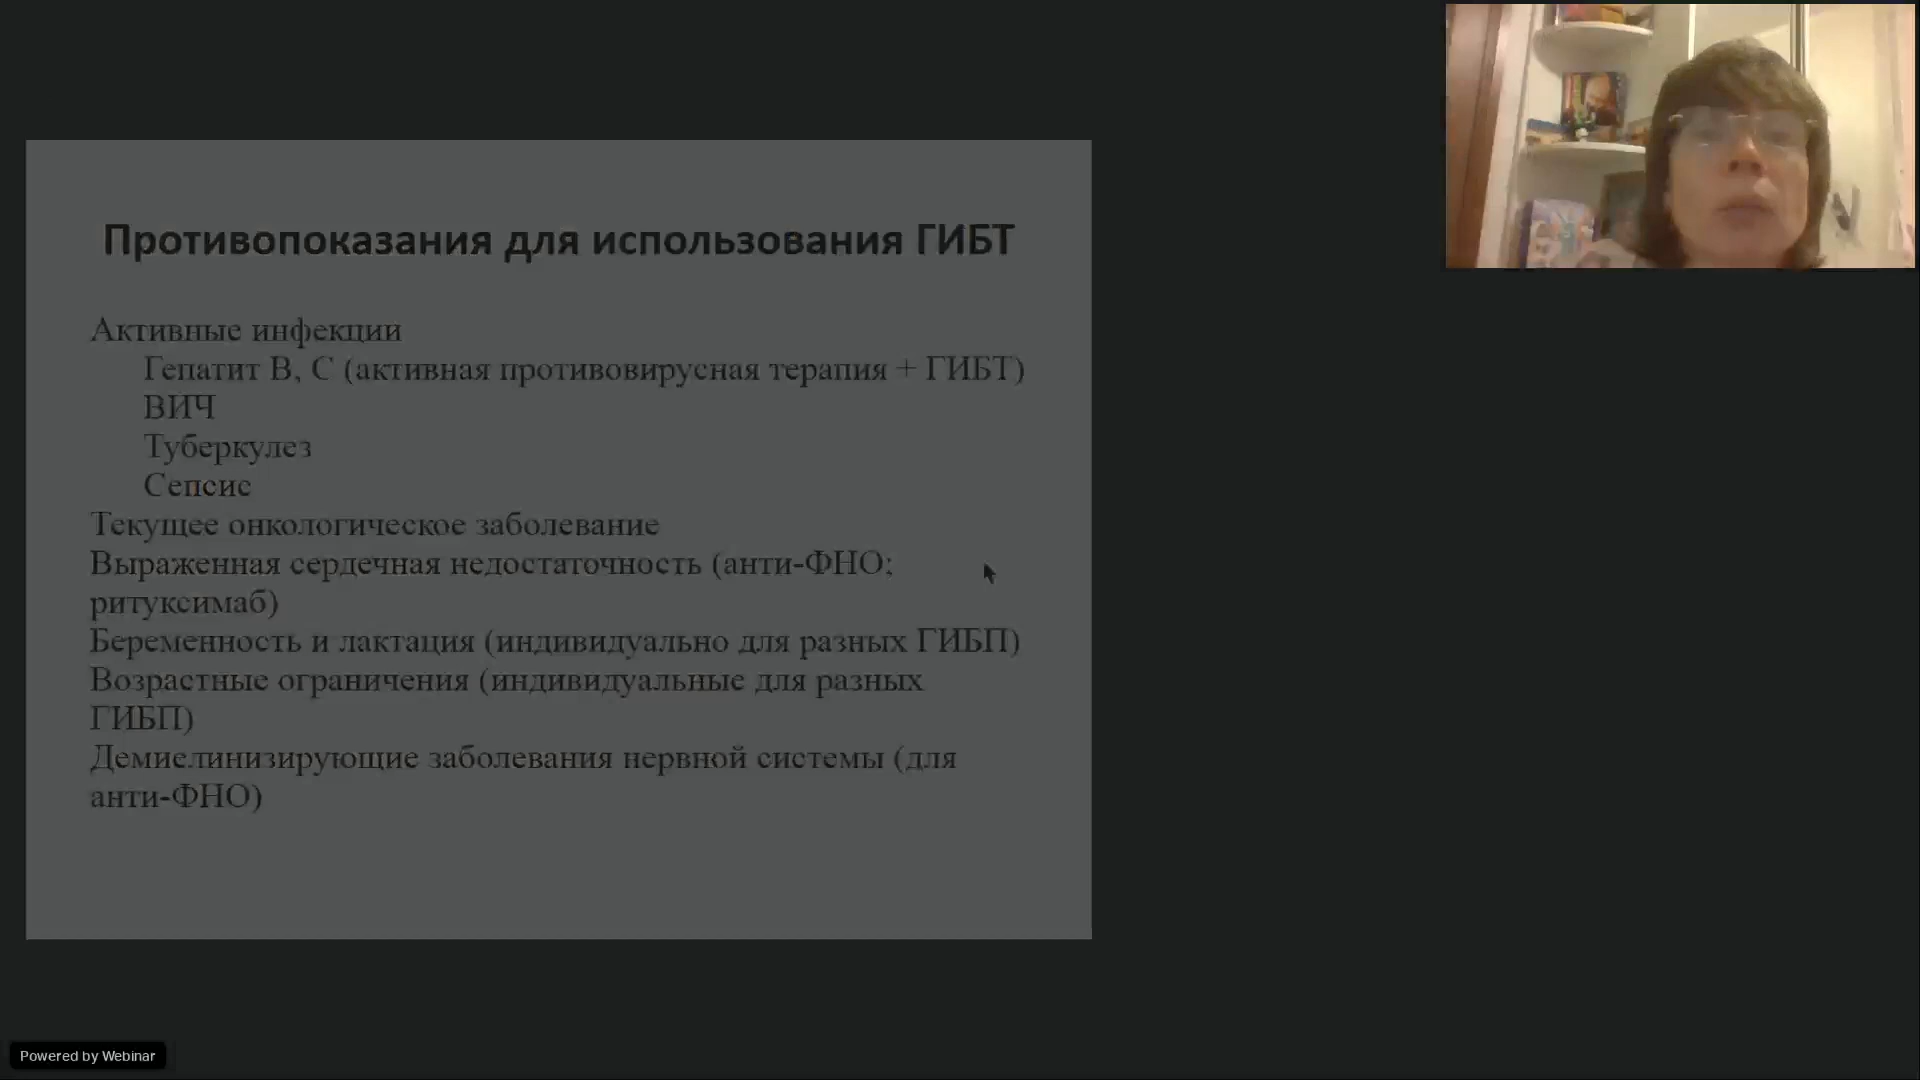 Противопоказания для использования ГИБТ
Активные инфекции
Гепатит В, С (активная противовирусная терапия + ГИБТ)
ВИЧ
Туберкулез
Сепсис
Текущее онкологическое заболевание
Выраженная сердечная недостаточность (анти-ФНО;
ритуксимаб)
Беременность и лактация (индивидуально для разных ГИБП)
Возрастные ограничения (индивидуальные для разных
ГИБП)
Демиелинизирующие заболевания нервной системы (для
анти-ФНО)
Powered by Webinar